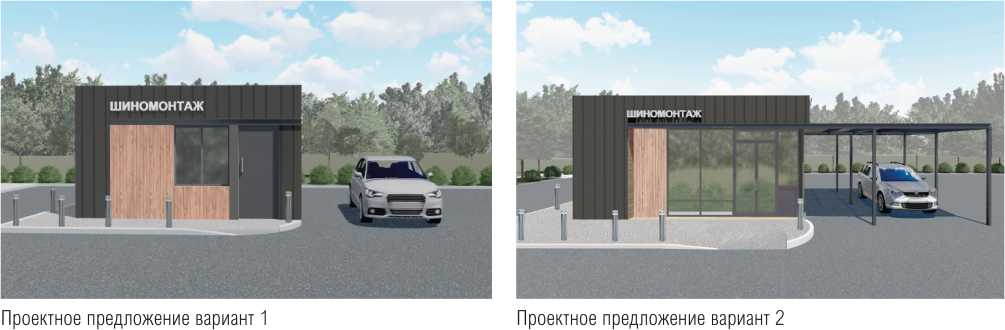 ШИНОМОНТАЖ
ШИНОМОНТАЖ
Проектное предложение вариант 1
Проектное предложение вариант 2